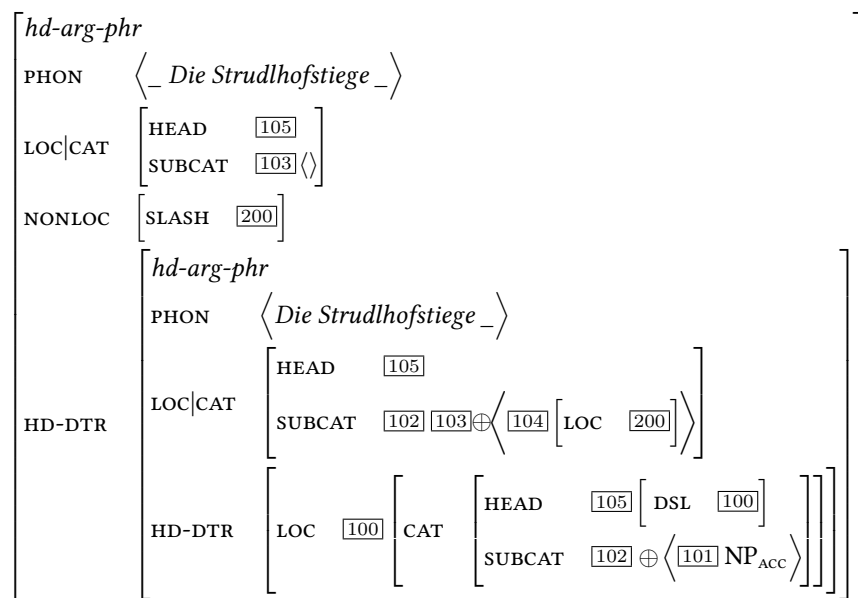 hd-arg-phr
PHON ⟨_ Die Strudlhofstiege _⟩
LOC|CAT [HEAD 105
SUBCAT 103⟨⟩]
NONLOC [SLASH 200]
HD-DTR [hd-arg-phr
PHON ⟨Die Strudlhofstiege _⟩
LOC|CAT [HEAD 105
SUBCAT 102 103⊕⟨104[LOC 200]⟩]
HD-DTR [LOC 100 [CAT [HEAD 105[DSL 100]
SUBCAT 102 ⊕ ⟨101 NP_ACC⟩]]]]